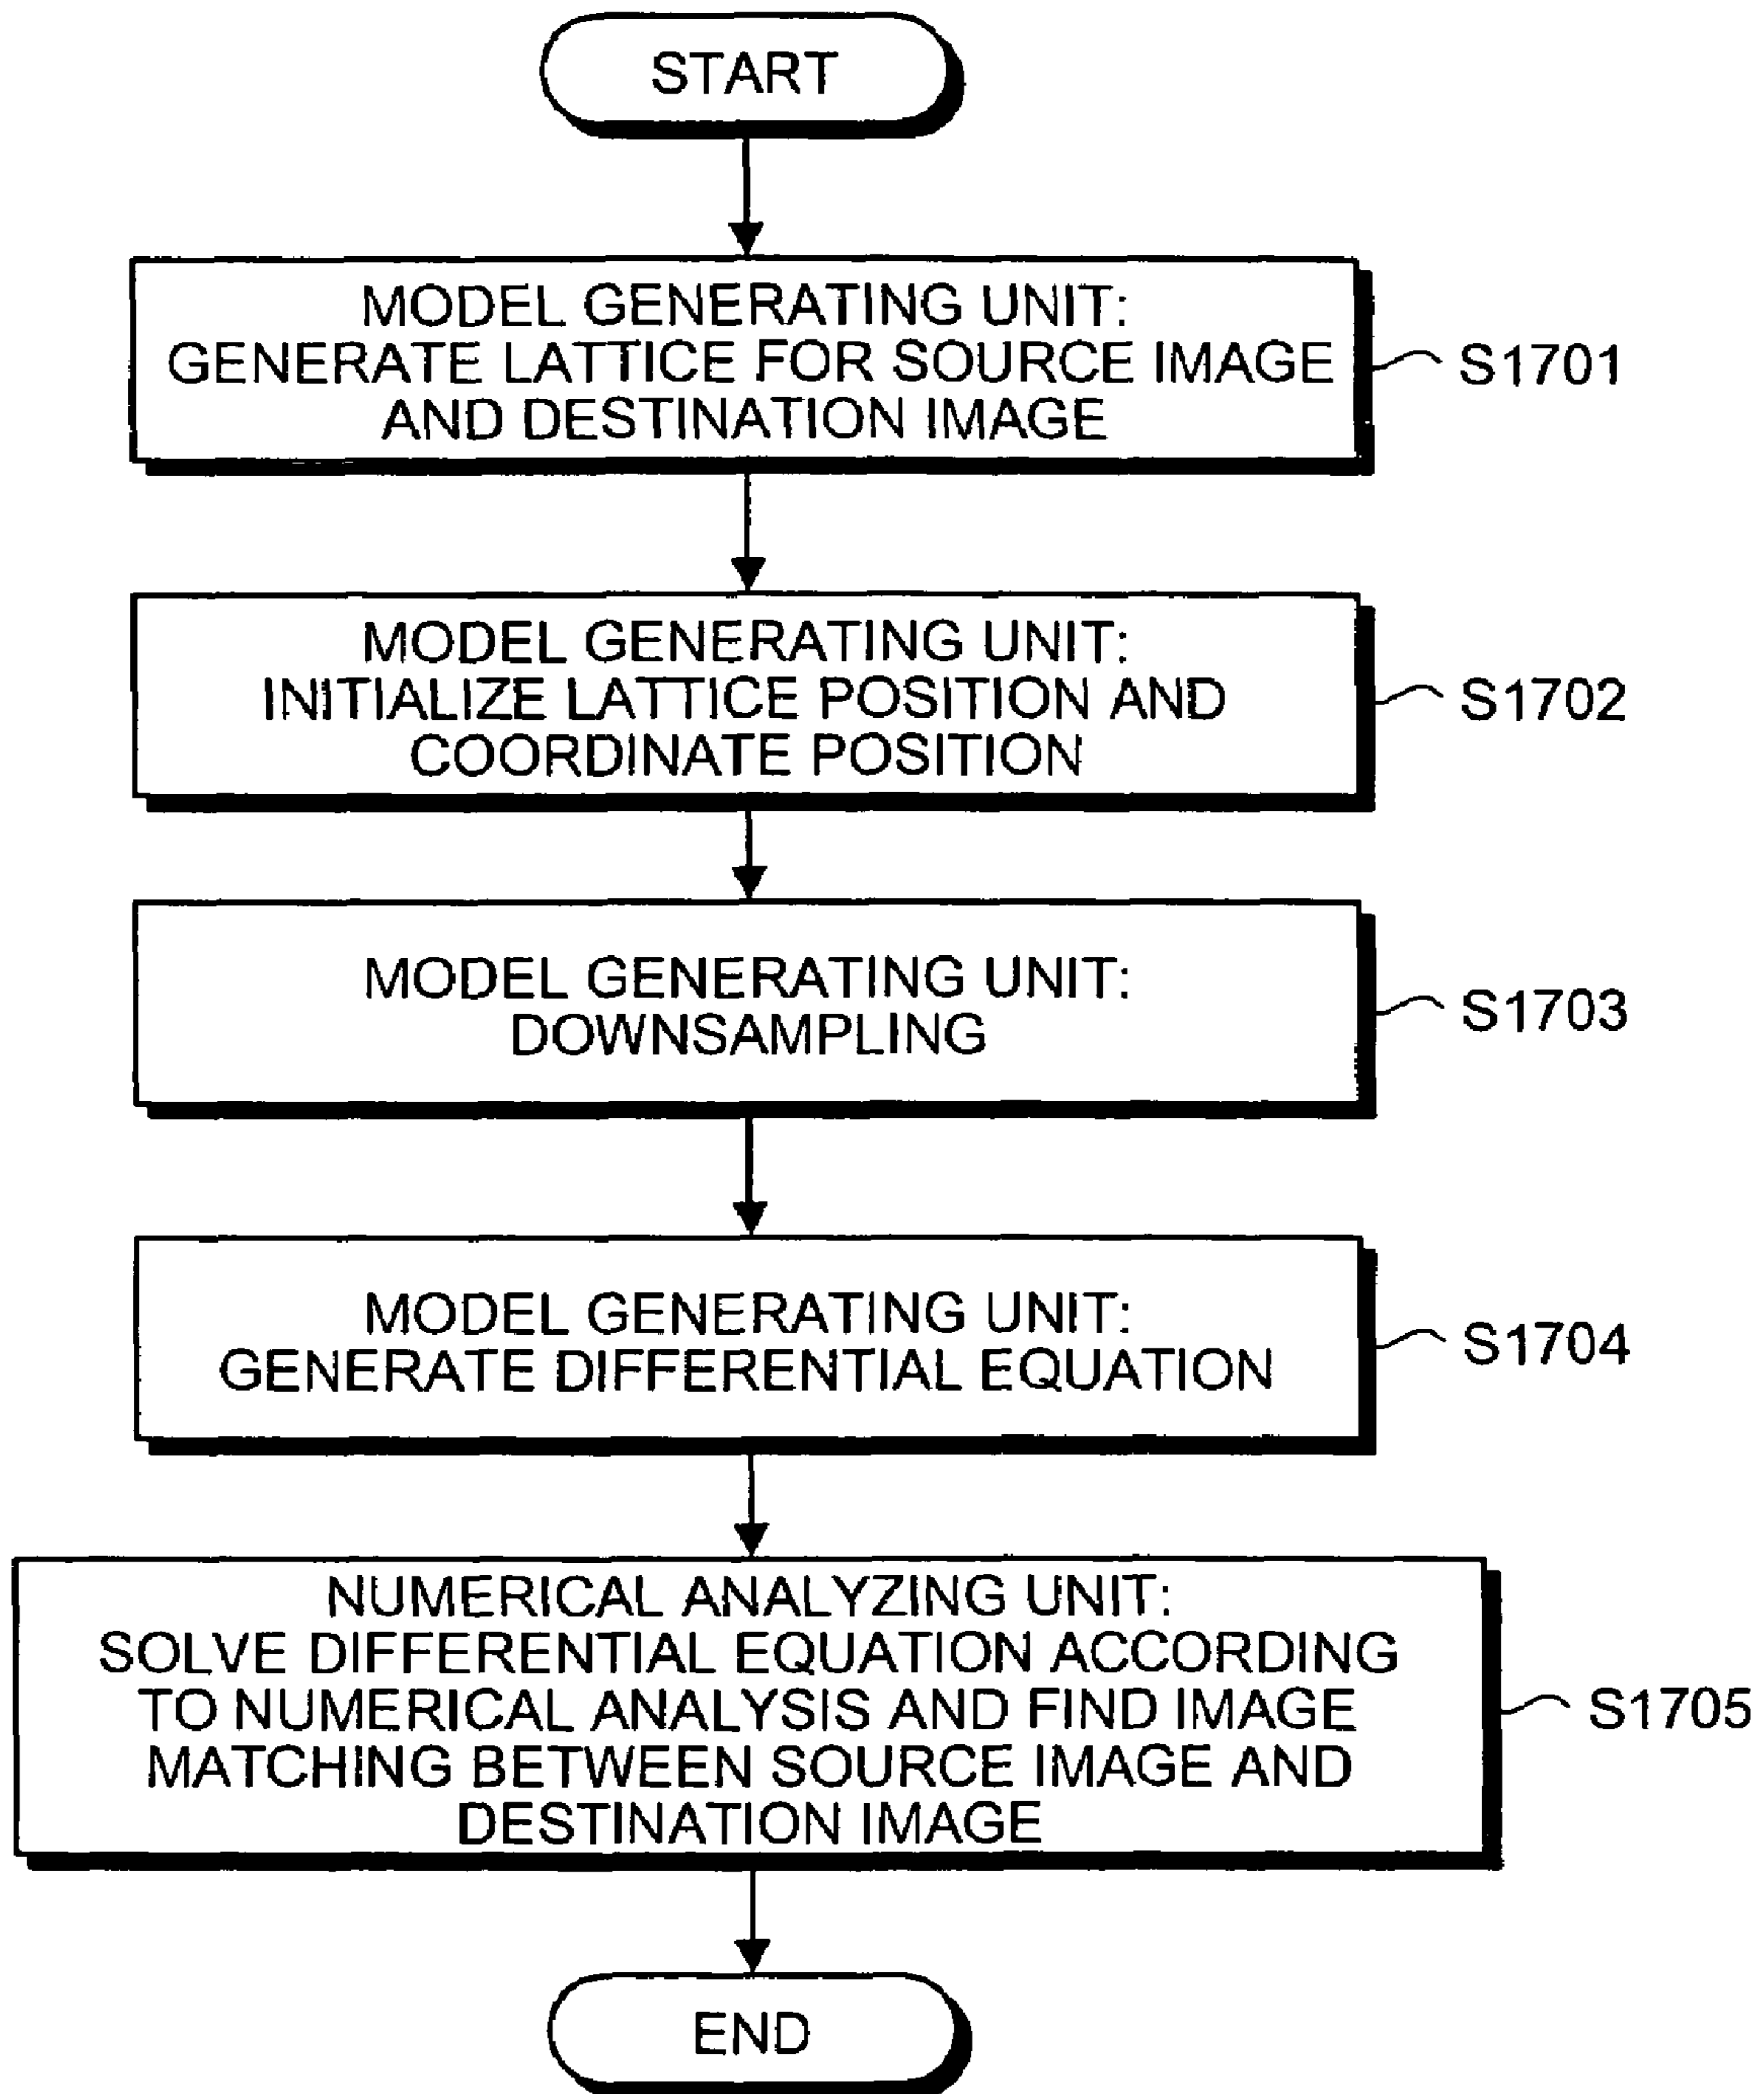 START
MODEL GENERATING UNIT:
GENERATE LATTICE FOR SOURCE IMAGE
AND DESTINATION IMAGE
S1701
MODEL GENERATING UNIT:
INITIALIZE LATTICE POSITION AND
COORDINATE POSITION
S1702
MODEL GENERATING UNIT:
DOWNSAMPLING
S1703
MODEL GENERATING UNIT:
GENERATE DIFFERENTIAL EQUATION
S1704
NUMERICAL ANALYZING UNIT:
SOLVE DIFFERENTIAL EQUATION ACCORDING
TO NUMERICAL ANALYSIS AND FIND IMAGE
MATCHING BETWEEN SOURCE IMAGE AND
DESTINATION IMAGE
S1705
END